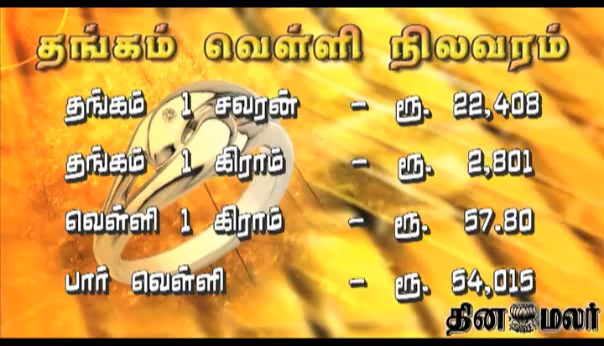 தங்கம் வெள்ளி நிலவரம்
தங்கம் 1 சவரன் – ரூ. 22,408
தங்கம் 1 கிராம் – ரூ. 2,801
வெள்ளி 1 கிராம் – ரூ. 57.80
பார் வெள்ளி – ரூ. 54,015
தினமலர்